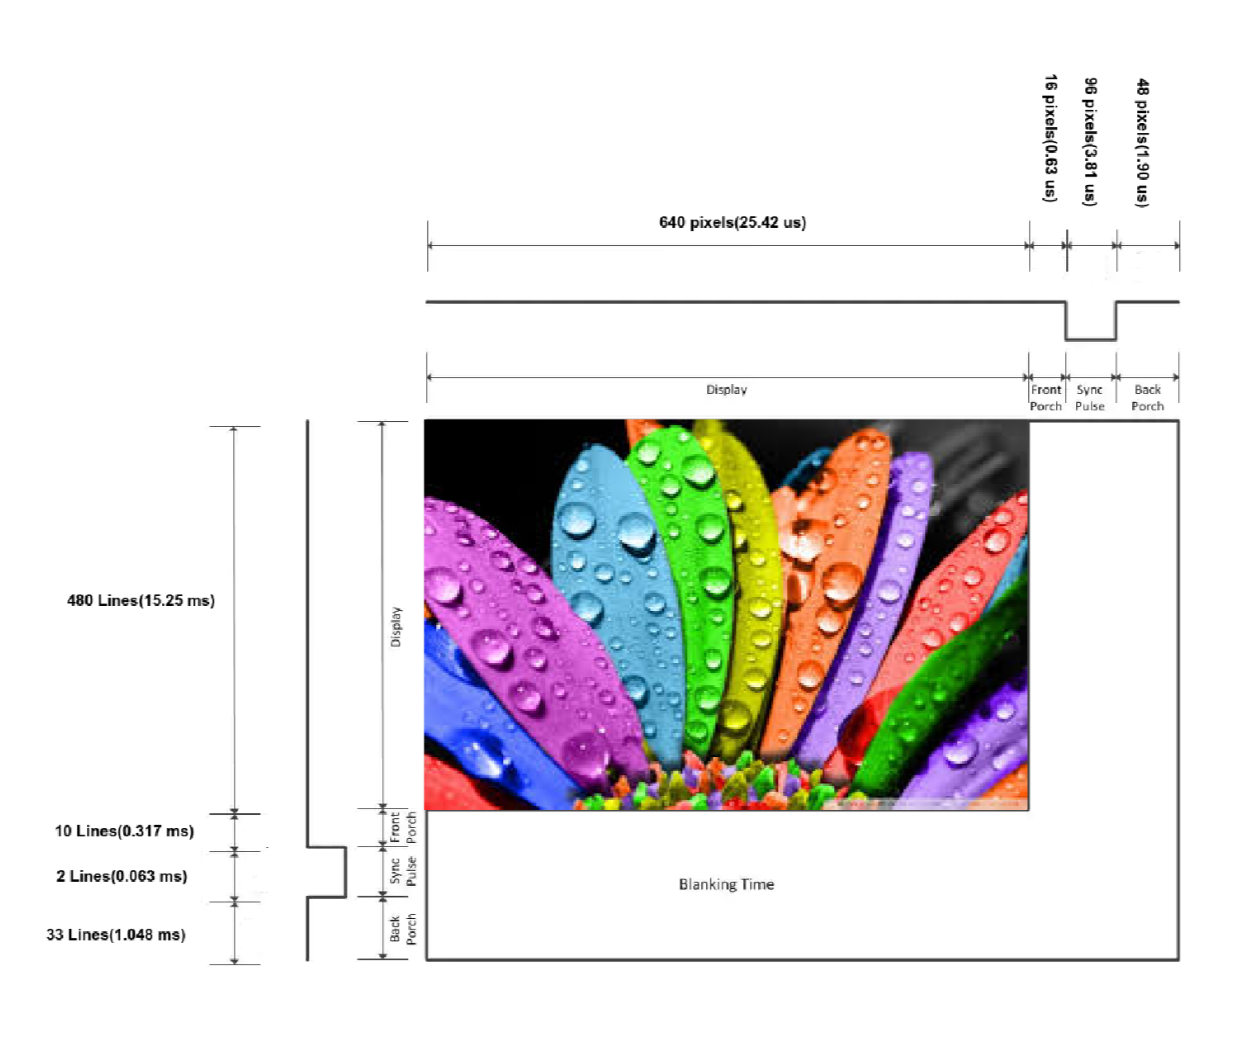 16 pixels(0.63 us)
96 pixels(3.81 us)
48 pixels(1.90 us)
640 pixels(25.42 us)
Display
Front
Porch
Sync
Pulse
Back
Porch
480 Lines(15.25 ms)
Display
10 Lines(0.317 ms)
Front
Porch
2 Lines(0.063 ms)
Sync
Pulse
33 Lines(1.048 ms)
Back
Porch
Blanking Time